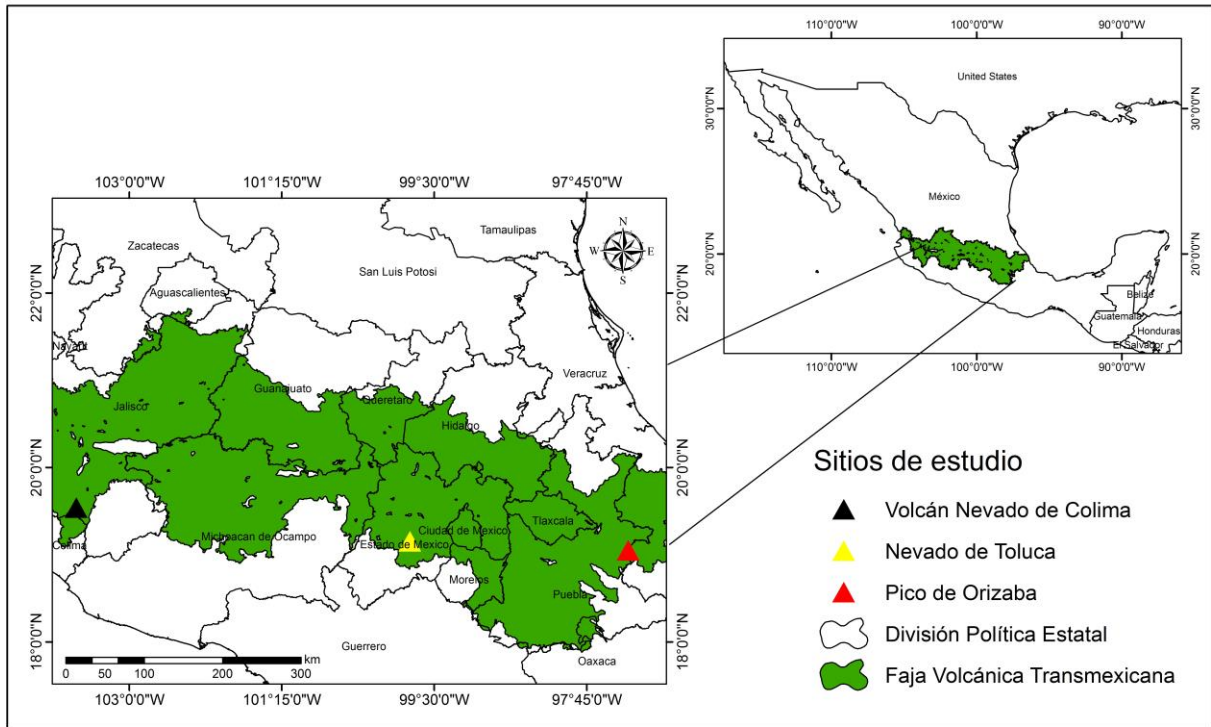 110°0'0"W 100°0'0"W 90°0'0"W
United States
30°0'0"N
30°0'0"N
México
20°0'0"N
20°0'0"N
Belize
Guatemala
Honduras
El Salvador
110°0'0"W 100°0'0"W 90°0'0"W
103°0'0"W 101°15'0"W 99°30'0"W 97°45'0"W
N
W E
S
Zacatecas
Tamaulipas
San Luis Potosi
Aguascalientes
22°0'0"N
22°0'0"N
Nayarit
Veracruz
Guanajuato
Queretaro
Jalisco
Hidalgo
20°0'0"N
20°0'0"N
Tlaxcala
Ciudad de Mexico
Michoacan de Ocampo
Estado de Mexico
Colima
Morelos
Puebla
18°0'0"N
18°0'0"N
Guerrero
Oaxaca
km
0 50 100 200 300
103°0'0"W 101°15'0"W 99°30'0"W 97°45'0"W
Sitios de estudio
Volcán Nevado de Colima
Nevado de Toluca
Pico de Orizaba
División Política Estatal
Faja Volcánica Transmexicana